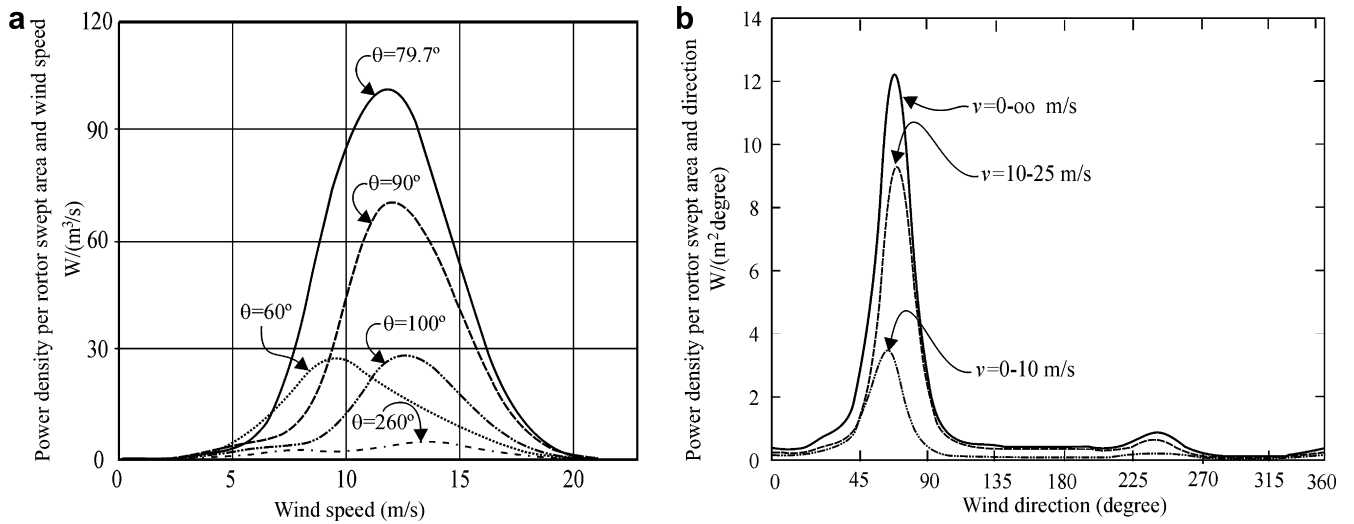 a
Power density per rortor swept area and wind speed
W/(m³/s)
120
90
60
30
0
θ=79.7º
θ=90º
θ=60º
θ=100º
θ=260º
0 5 10 15 20
Wind speed (m/s)
b
Power density per rortor swept area and direction
W/(m² degree)
14
12
10
8
6
4
2
0
v=0-oo m/s
v=10-25 m/s
v=0-10 m/s
0 45 90 135 180 225 270 315 360
Wind direction (degree)